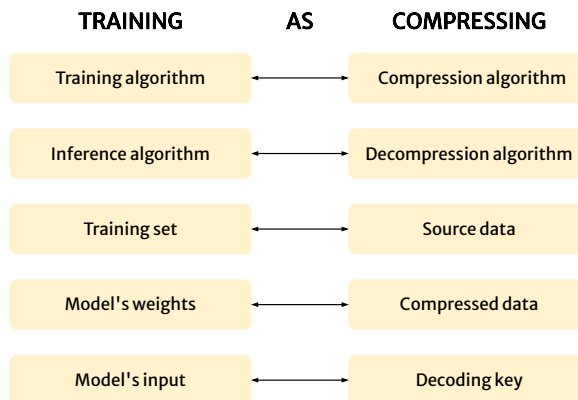 TRAINING AS COMPRESSING
Training algorithm Compression algorithm
Inference algorithm Decompression algorithm
Training set Source data
Model's weights Compressed data
Model's input Decoding key